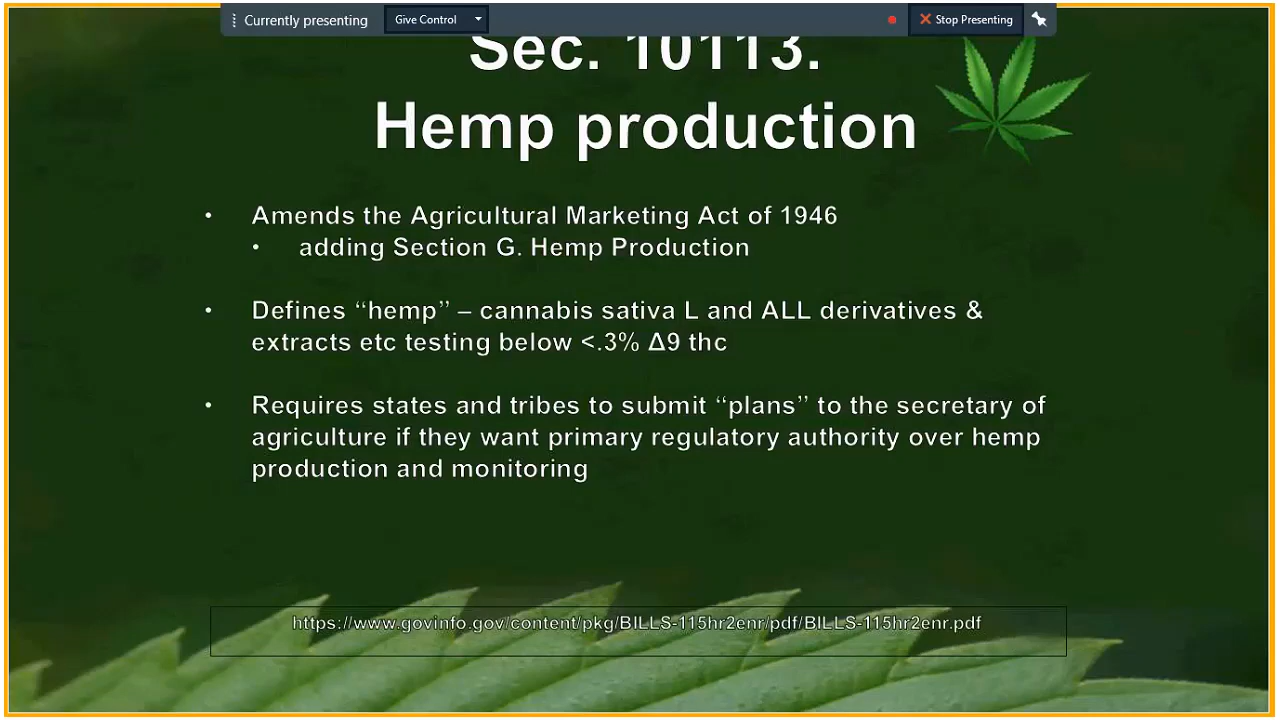 Currently presenting
Give Control
Stop Presenting
Sec. 10113.
Hemp production
• Amends the Agricultural Marketing Act of 1946
• adding Section G. Hemp Production
• Defines “hemp” – cannabis sativa L and ALL derivatives &
extracts etc testing below <.3% Δ9 thc
• Requires states and tribes to submit “plans” to the secretary of
agriculture if they want primary regulatory authority over hemp
production and monitoring
https://www.govinfo.gov/content/pkg/BILLS-115hr2enr/pdf/BILLS-115hr2enr.pdf